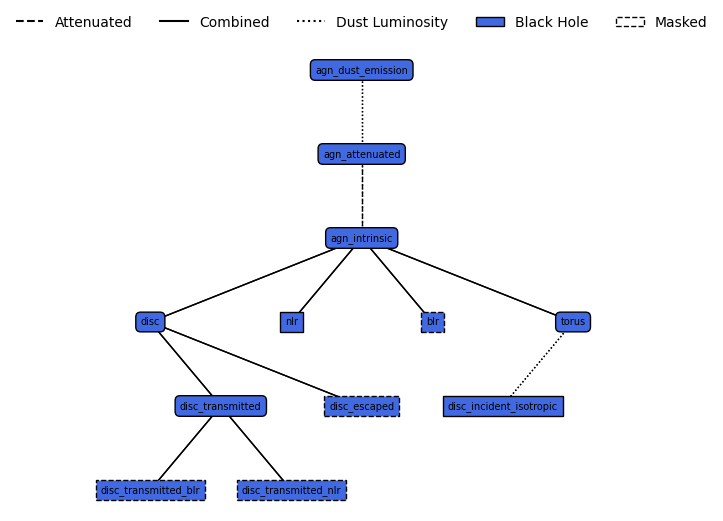 Attenuated Combined Dust Luminosity Black Hole Masked
agn_dust_emission
agn_attenuated
agn_intrinsic
disc nlr blr torus
disc_transmitted disc_escaped disc_incident_isotropic
disc_transmitted_blr disc_transmitted_nlr